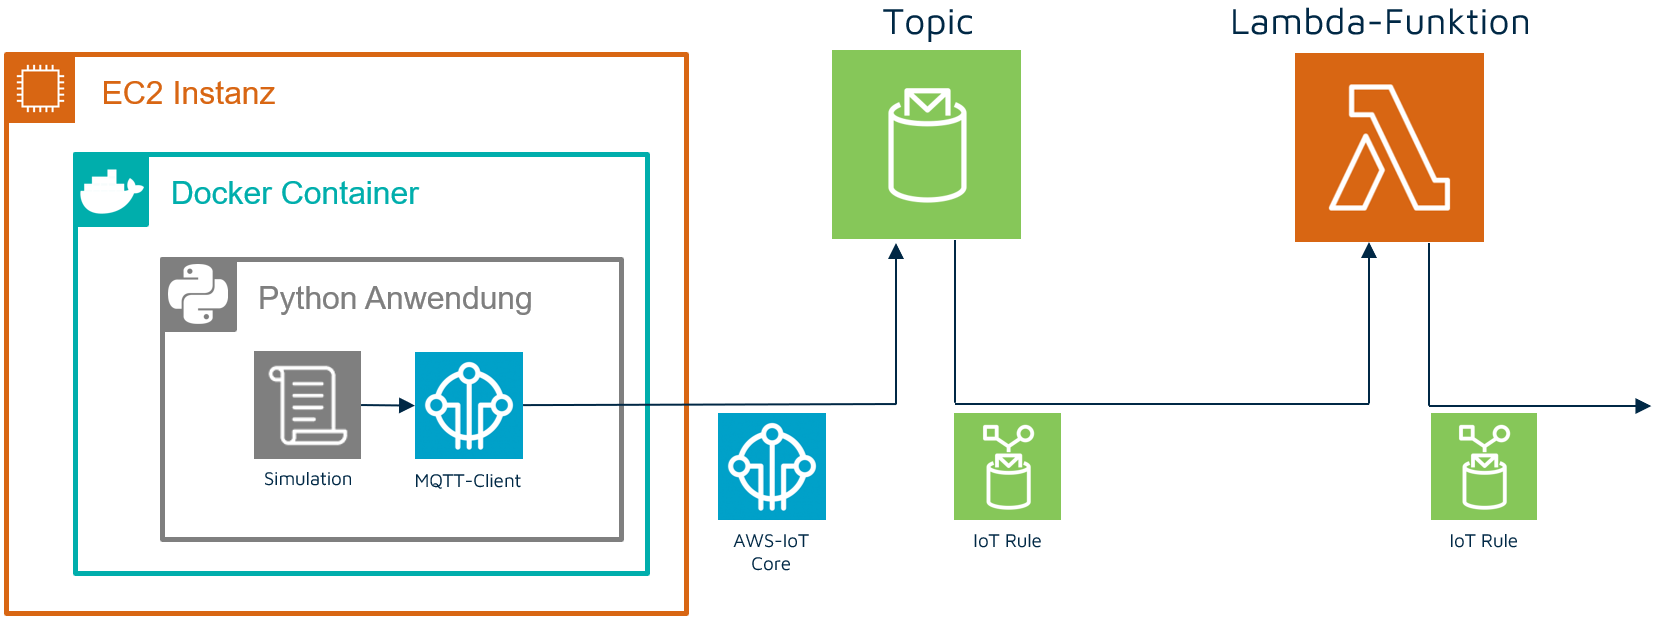 Topic
Lambda-Funktion
EC2 Instanz
Docker Container
Python Anwendung
Simulation
MQTT-Client
AWS-IoT
Core
IoT Rule
IoT Rule